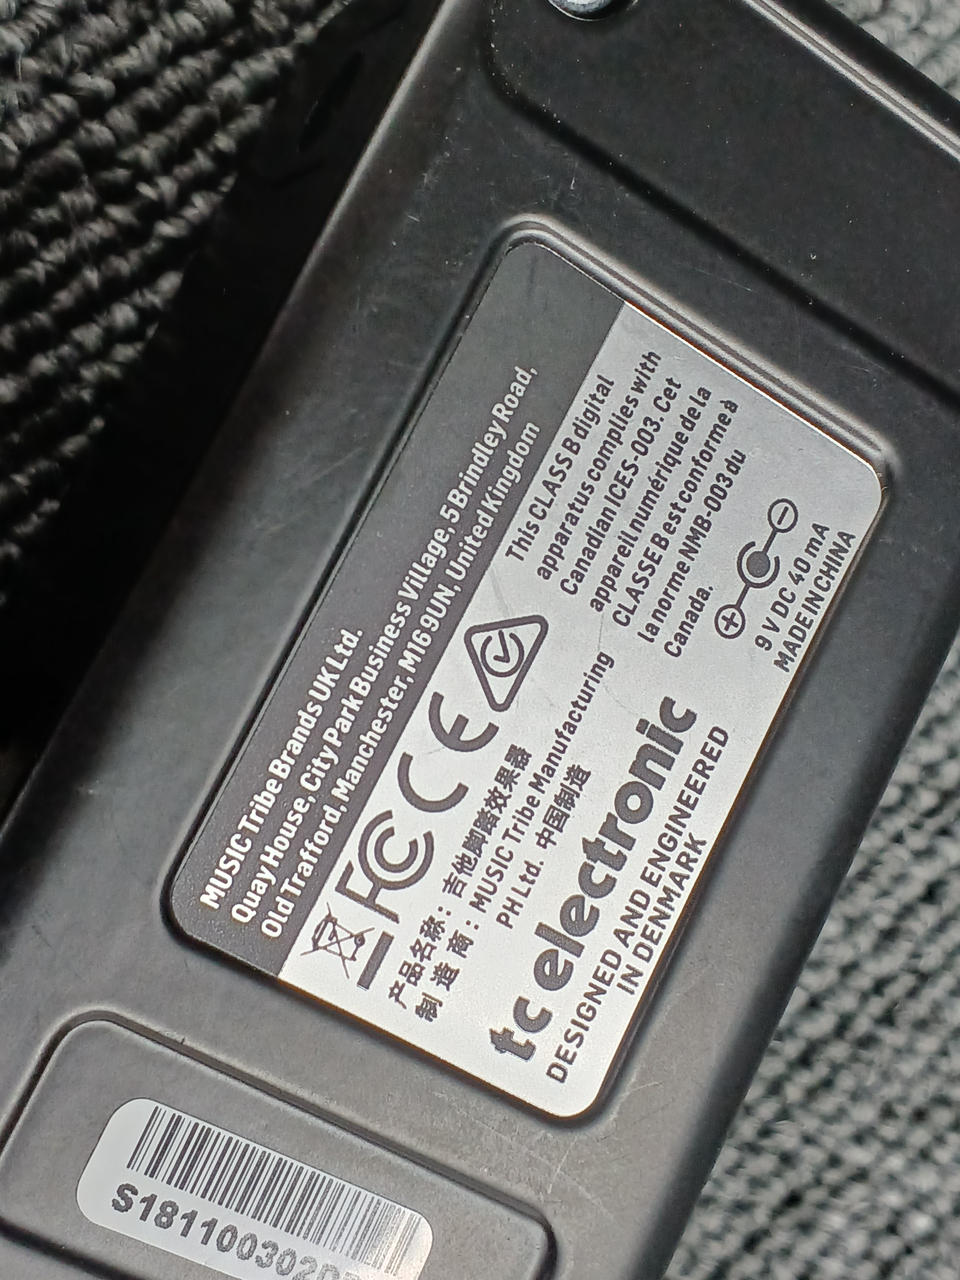 MUSIC Tribe Brands UK Ltd.
Quay House, City Park Business Village, 5 Brindley Road,
Old Trafford, Manchester, M16 9UN, United Kingdom
FC CE
This CLASS B digital
apparatus complies with
Canadian ICES-003. Cet
appareil numérique de la
CLASSE B est conforme à
la norme NMB-003 du
Canada.
产品名称：吉他脚踏效果器
制 造 商：MUSIC Tribe Manufacturing
PH Ltd. 中国制造
9 V DC 40 mA
MADE IN CHINA
tc electronic
DESIGNED AND ENGINEERED
IN DENMARK